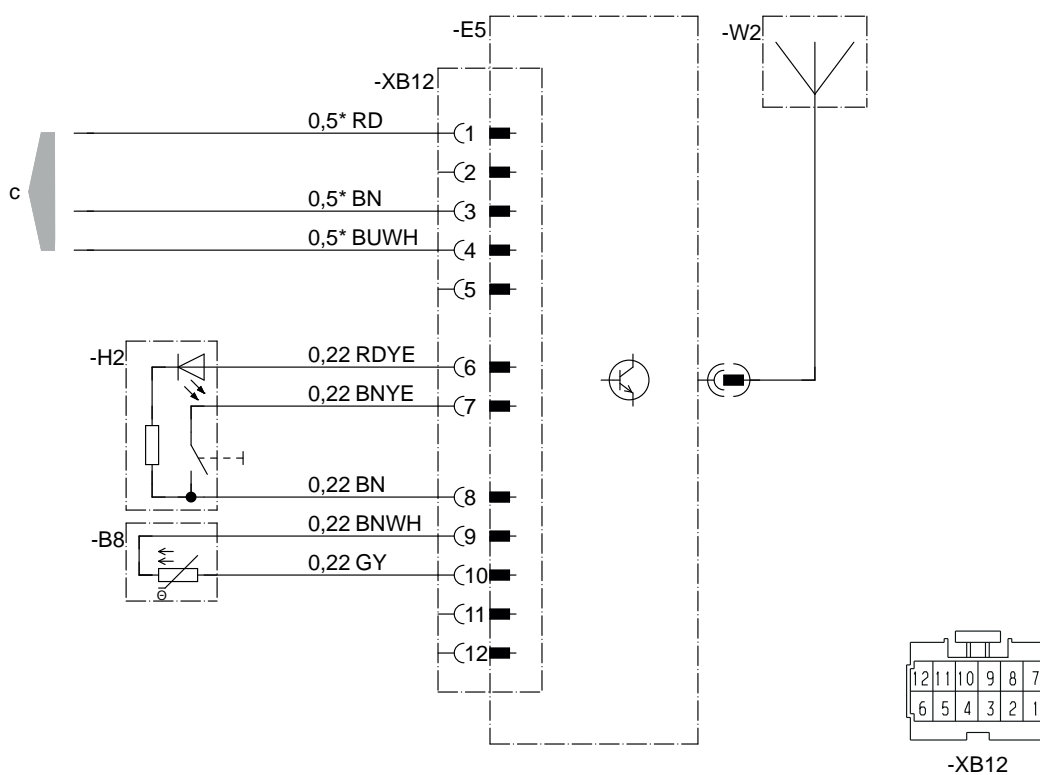 -E5
-W2
-XB12
0,5* RD
1
2
c
0,5* BN
3
0,5* BUWH
4
5
-H2
0,22 RDYE
6
0,22 BNYE
7
0,22 BN
8
-B8
0,22 BNWH
9
0,22 GY
10
Θ
11
12
12 11 10 9 8 7
6 5 4 3 2 1
-XB12